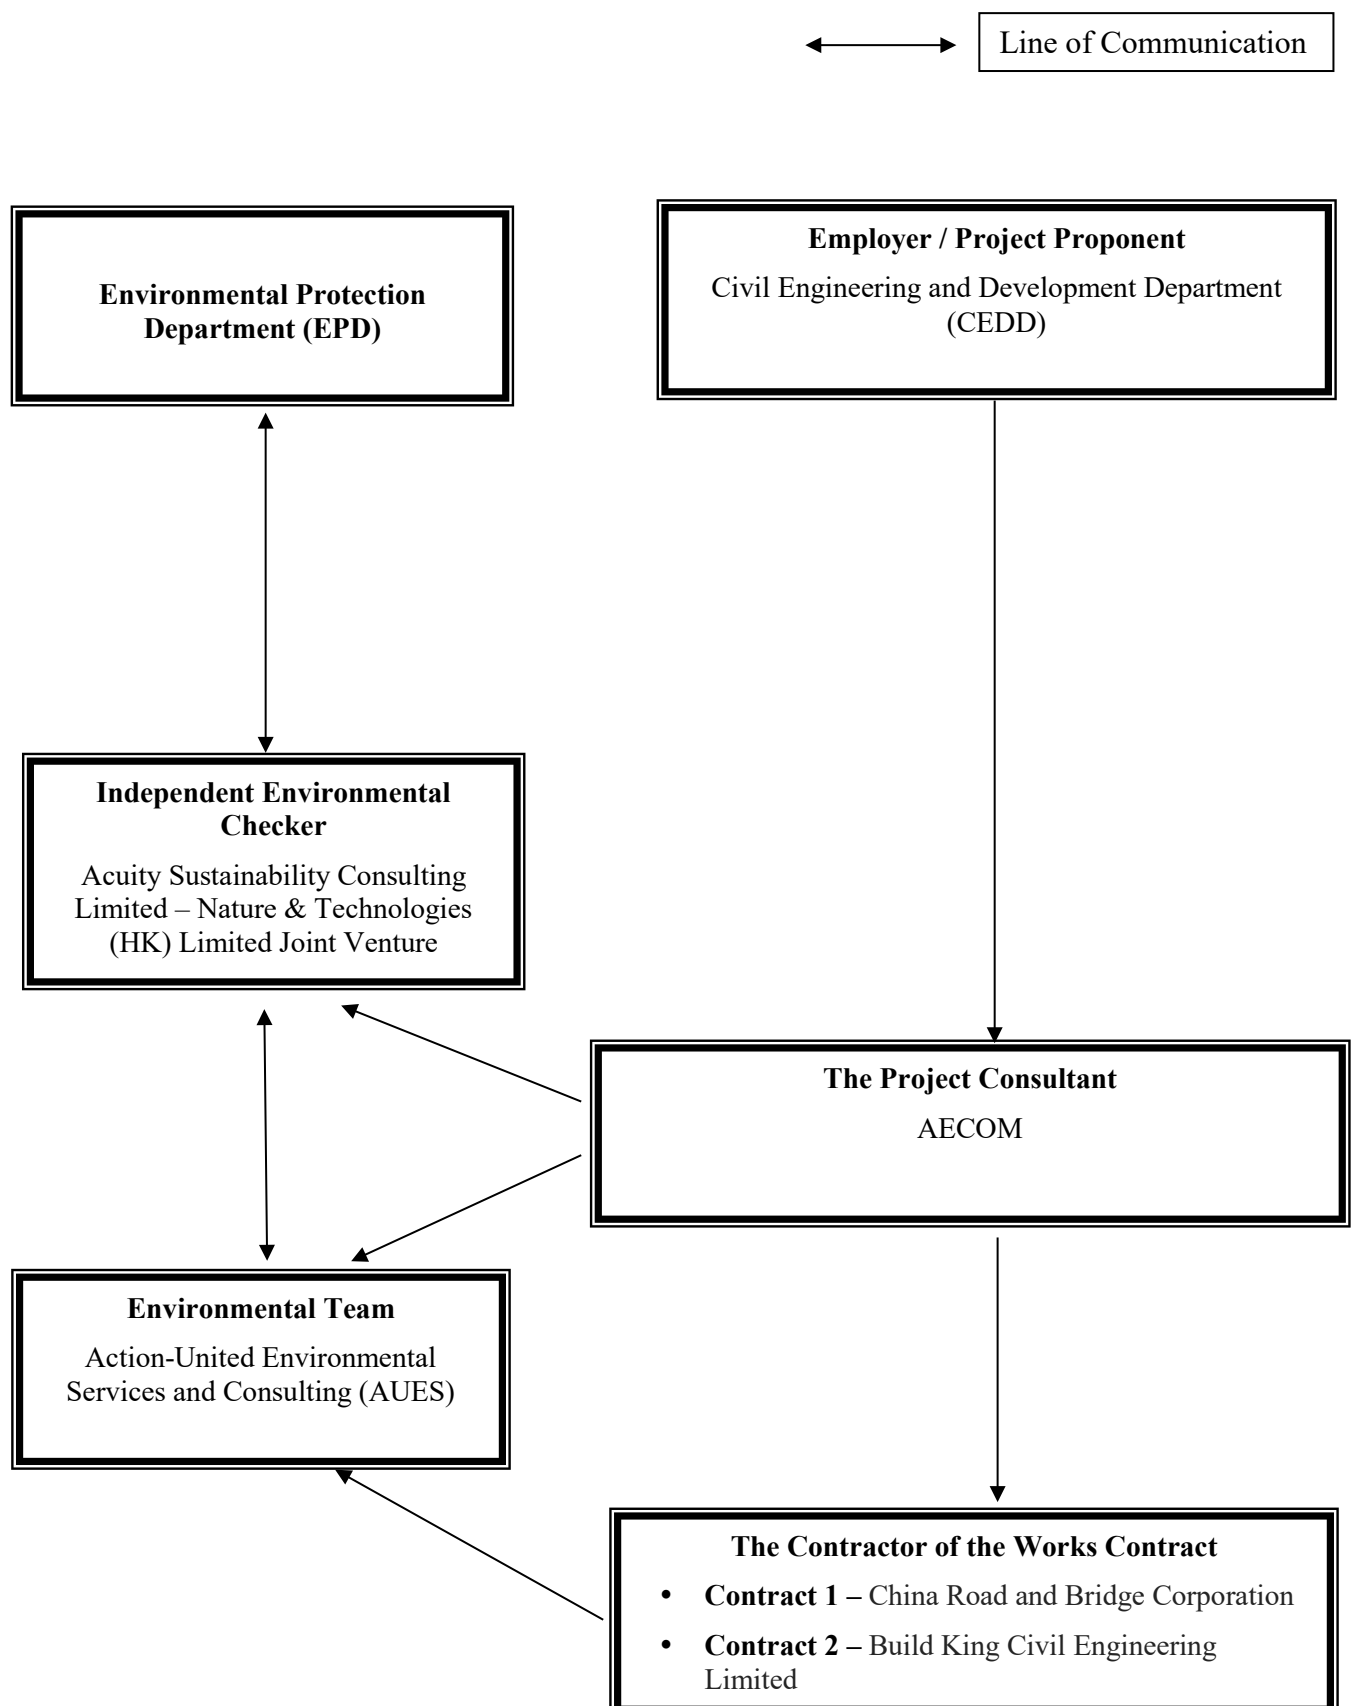 Line of Communication
Environmental Protection
Department (EPD)
Employer / Project Proponent
Civil Engineering and Development Department
(CEDD)
Independent Environmental
Checker
Acuity Sustainability Consulting
Limited – Nature & Technologies
(HK) Limited Joint Venture
The Project Consultant
AECOM
Environmental Team
Action-United Environmental
Services and Consulting (AUES)
The Contractor of the Works Contract
• Contract 1 – China Road and Bridge Corporation
• Contract 2 – Build King Civil Engineering
Limited